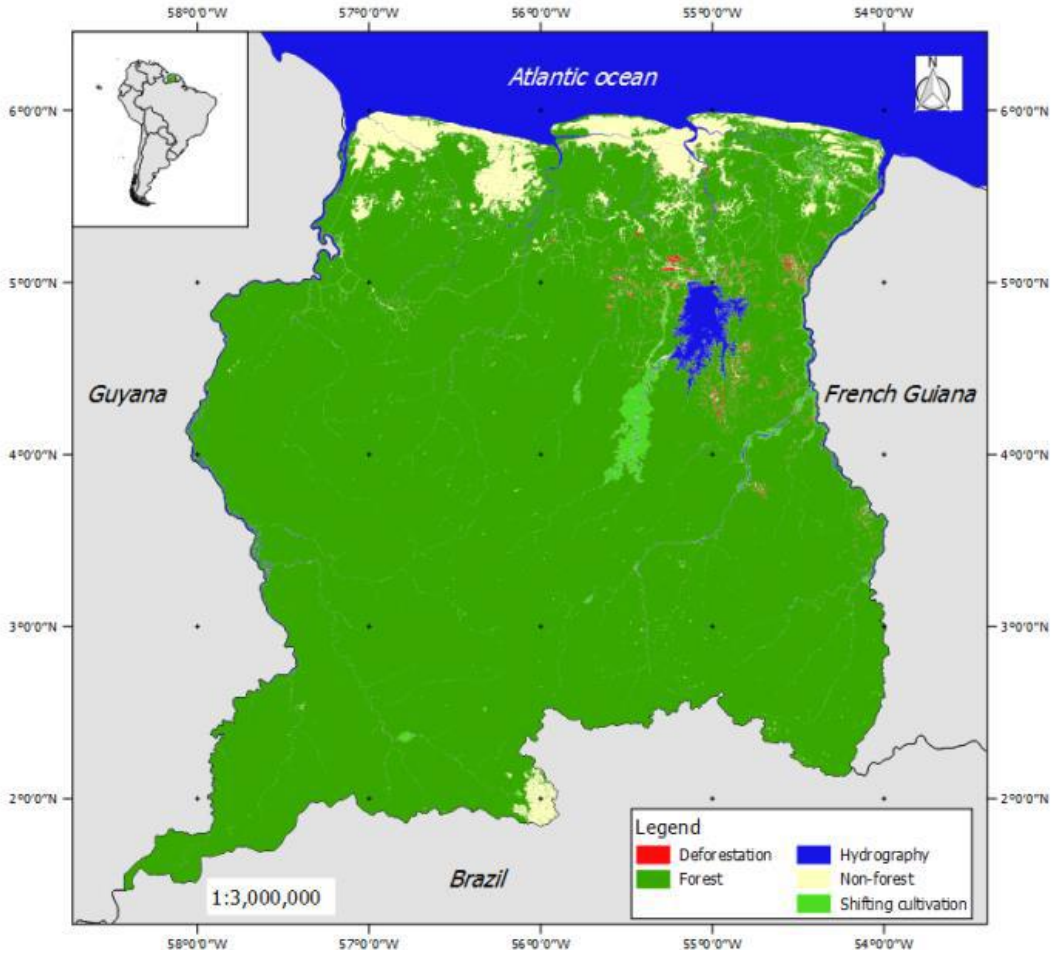 58°0'0"W 57°0'0"W 56°0'0"W 55°0'0"W 54°0'0"W
Atlantic ocean
N
6°0'0"N 6°0'0"N
5°0'0"N 5°0'0"N
Guyana
French Guiana
4°0'0"N 4°0'0"N
3°0'0"N 3°0'0"N
2°0'0"N 2°0'0"N
Legend
Deforestation
Forest
Hydrography
Non-forest
Shifting cultivation
Brazil
1:3,000,000
58°0'0"W 57°0'0"W 56°0'0"W 55°0'0"W 54°0'0"W